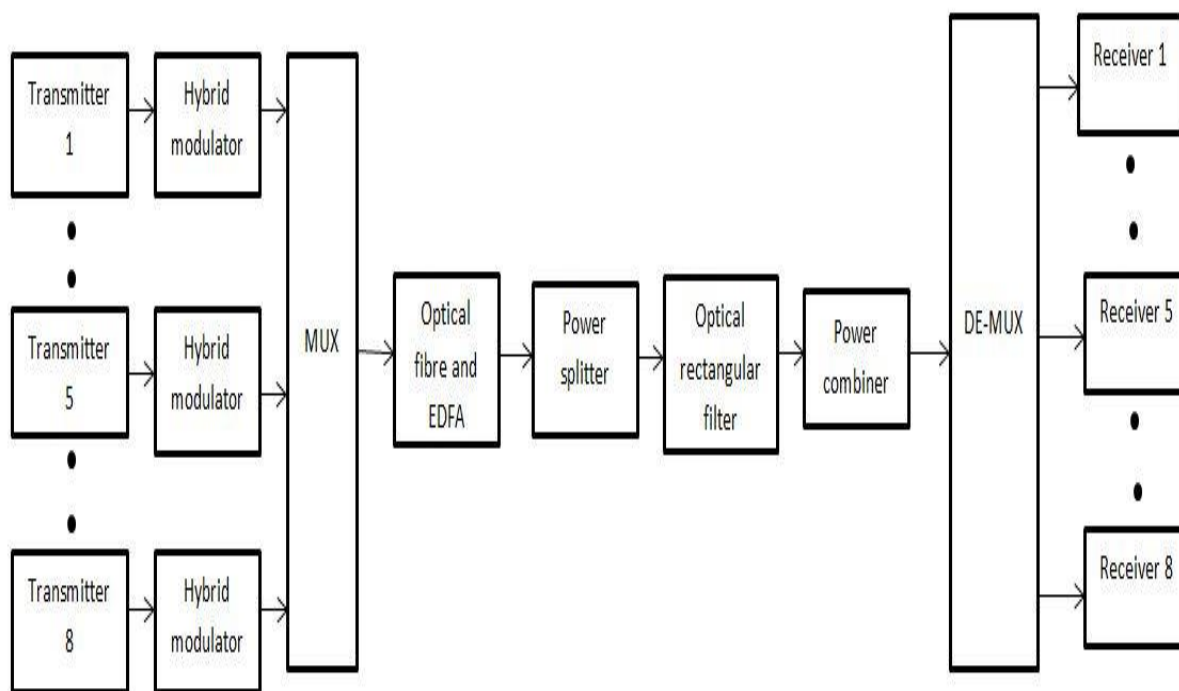 Transmitter
1
Hybrid
modulator
Transmitter
5
Hybrid
modulator
Transmitter
8
Hybrid
modulator
MUX
Optical
fibre and
EDFA
Power
splitter
Optical
rectangular
filter
Power
combiner
DE-MUX
Receiver 1
Receiver 5
Receiver 8